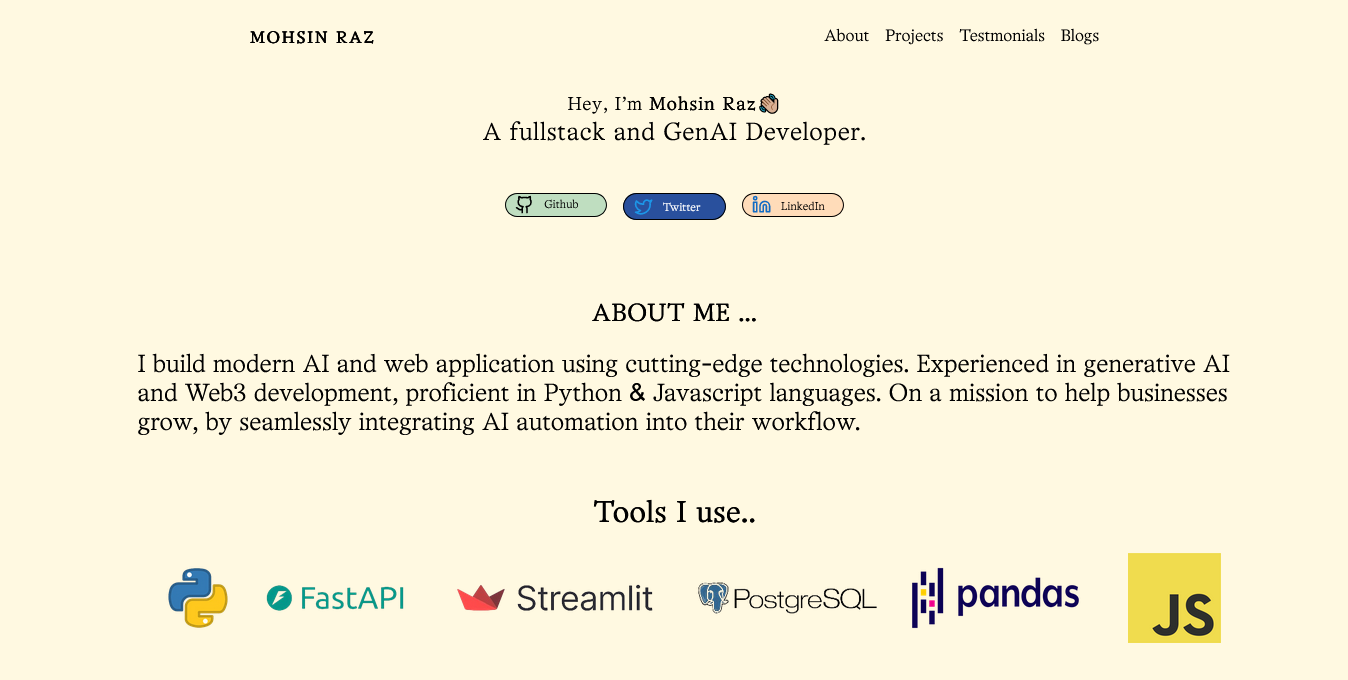 MOHSIN RAZ
About Projects Testmonials Blogs
Hey, I’m Mohsin Raz👋🏽
A fullstack and GenAI Developer.
Github Twitter LinkedIn
ABOUT ME ...
I build modern AI and web application using cutting-edge technologies. Experienced in generative AI
and Web3 development, proficient in Python & Javascript languages. On a mission to help businesses
grow, by seamlessly integrating AI automation into their workflow.
Tools I use..
FastAPI Streamlit PostgreSQL pandas JS